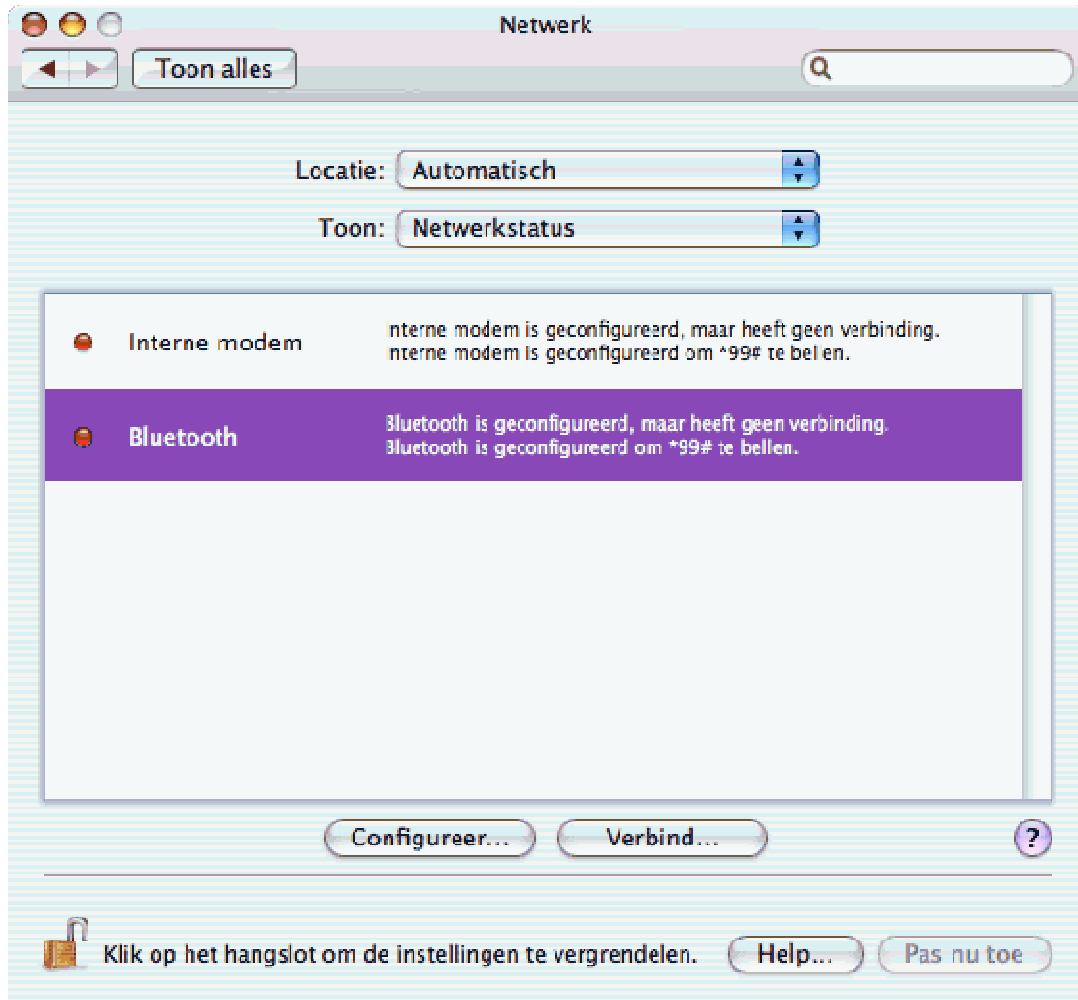 Netwerk
Toon alles
Locatie: Automatisch
Toon: Netwerkstatus
Interne modem
Interne modem is geconfigureerd, maar heeft geen verbinding.
Interne modem is geconfigureerd om *99# te bellen.
Bluetooth
Bluetooth is geconfigureerd, maar heeft geen verbinding.
Bluetooth is geconfigureerd om *99# te bellen.
Configureer... Verbind... ?
Klik op het hangslot om de instellingen te vergrendelen. Help... Pas nu toe